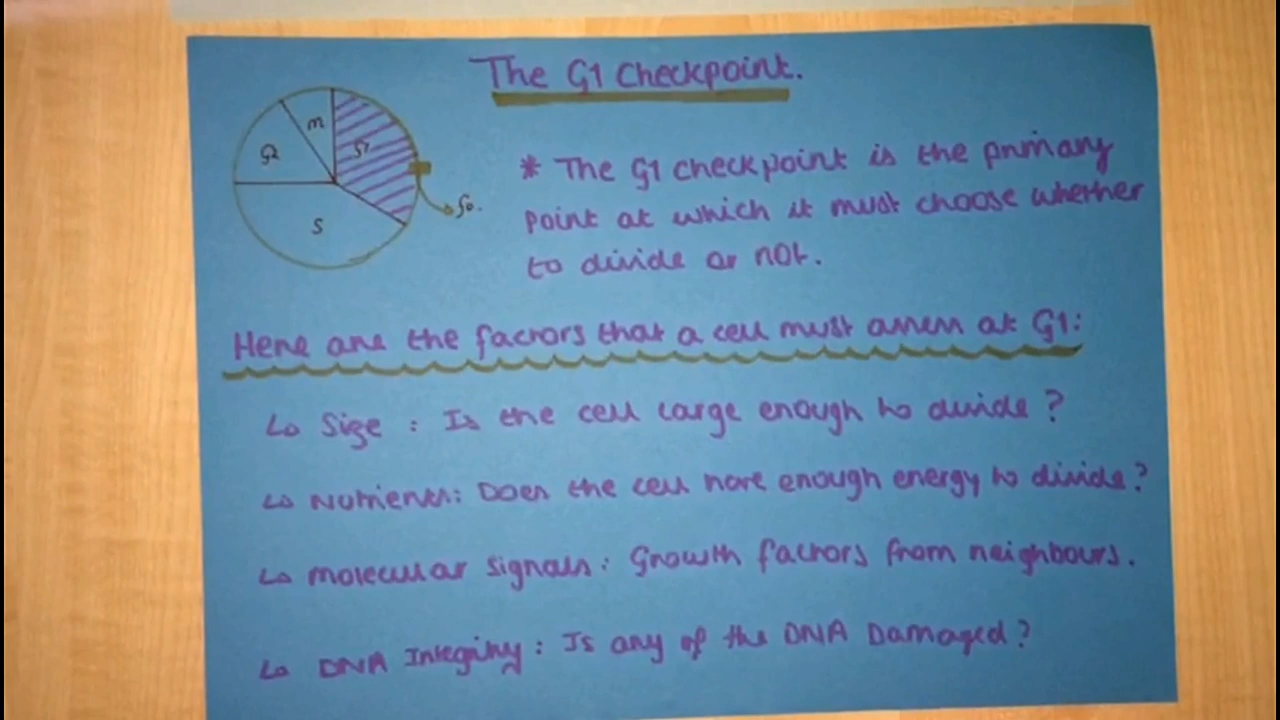 The G1 Checkpoint.
M
G2
G1
S
G0.
* The G1 checkpoint is the primary
point at which it must choose whether
to divide or not.
Here are the factors that a cell must assess at G1:
↳ Size : Is the cell large enough to divide?
↳ Nutrients: Does the cell have enough energy to divide?
↳ Molecular signals: Growth factors from neighbours.
↳ DNA Integrity: Is any of the DNA Damaged?